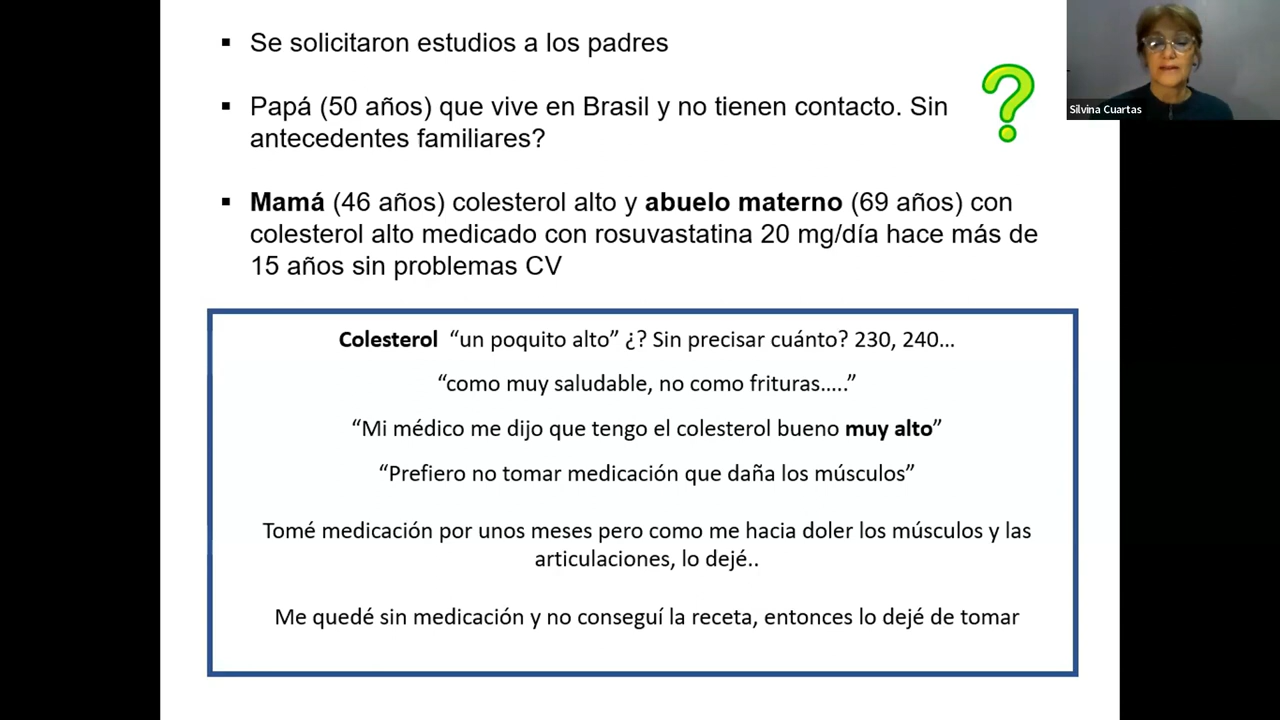 ▪ Se solicitaron estudios a los padres
▪ Papá (50 años) que vive en Brasil y no tienen contacto. Sin
antecedentes familiares?
?
Silvina Cuartas
▪ Mamá (46 años) colesterol alto y abuelo materno (69 años) con
colesterol alto medicado con rosuvastatina 20 mg/día hace más de
15 años sin problemas CV
Colesterol “un poquito alto” ¿? Sin precisar cuánto? 230, 240...
“como muy saludable, no como frituras.....”
“Mi médico me dijo que tengo el colesterol bueno muy alto”
“Prefiero no tomar medicación que daña los músculos”
Tomé medicación por unos meses pero como me hacia doler los músculos y las
articulaciones, lo dejé..
Me quedé sin medicación y no conseguí la receta, entonces lo dejé de tomar